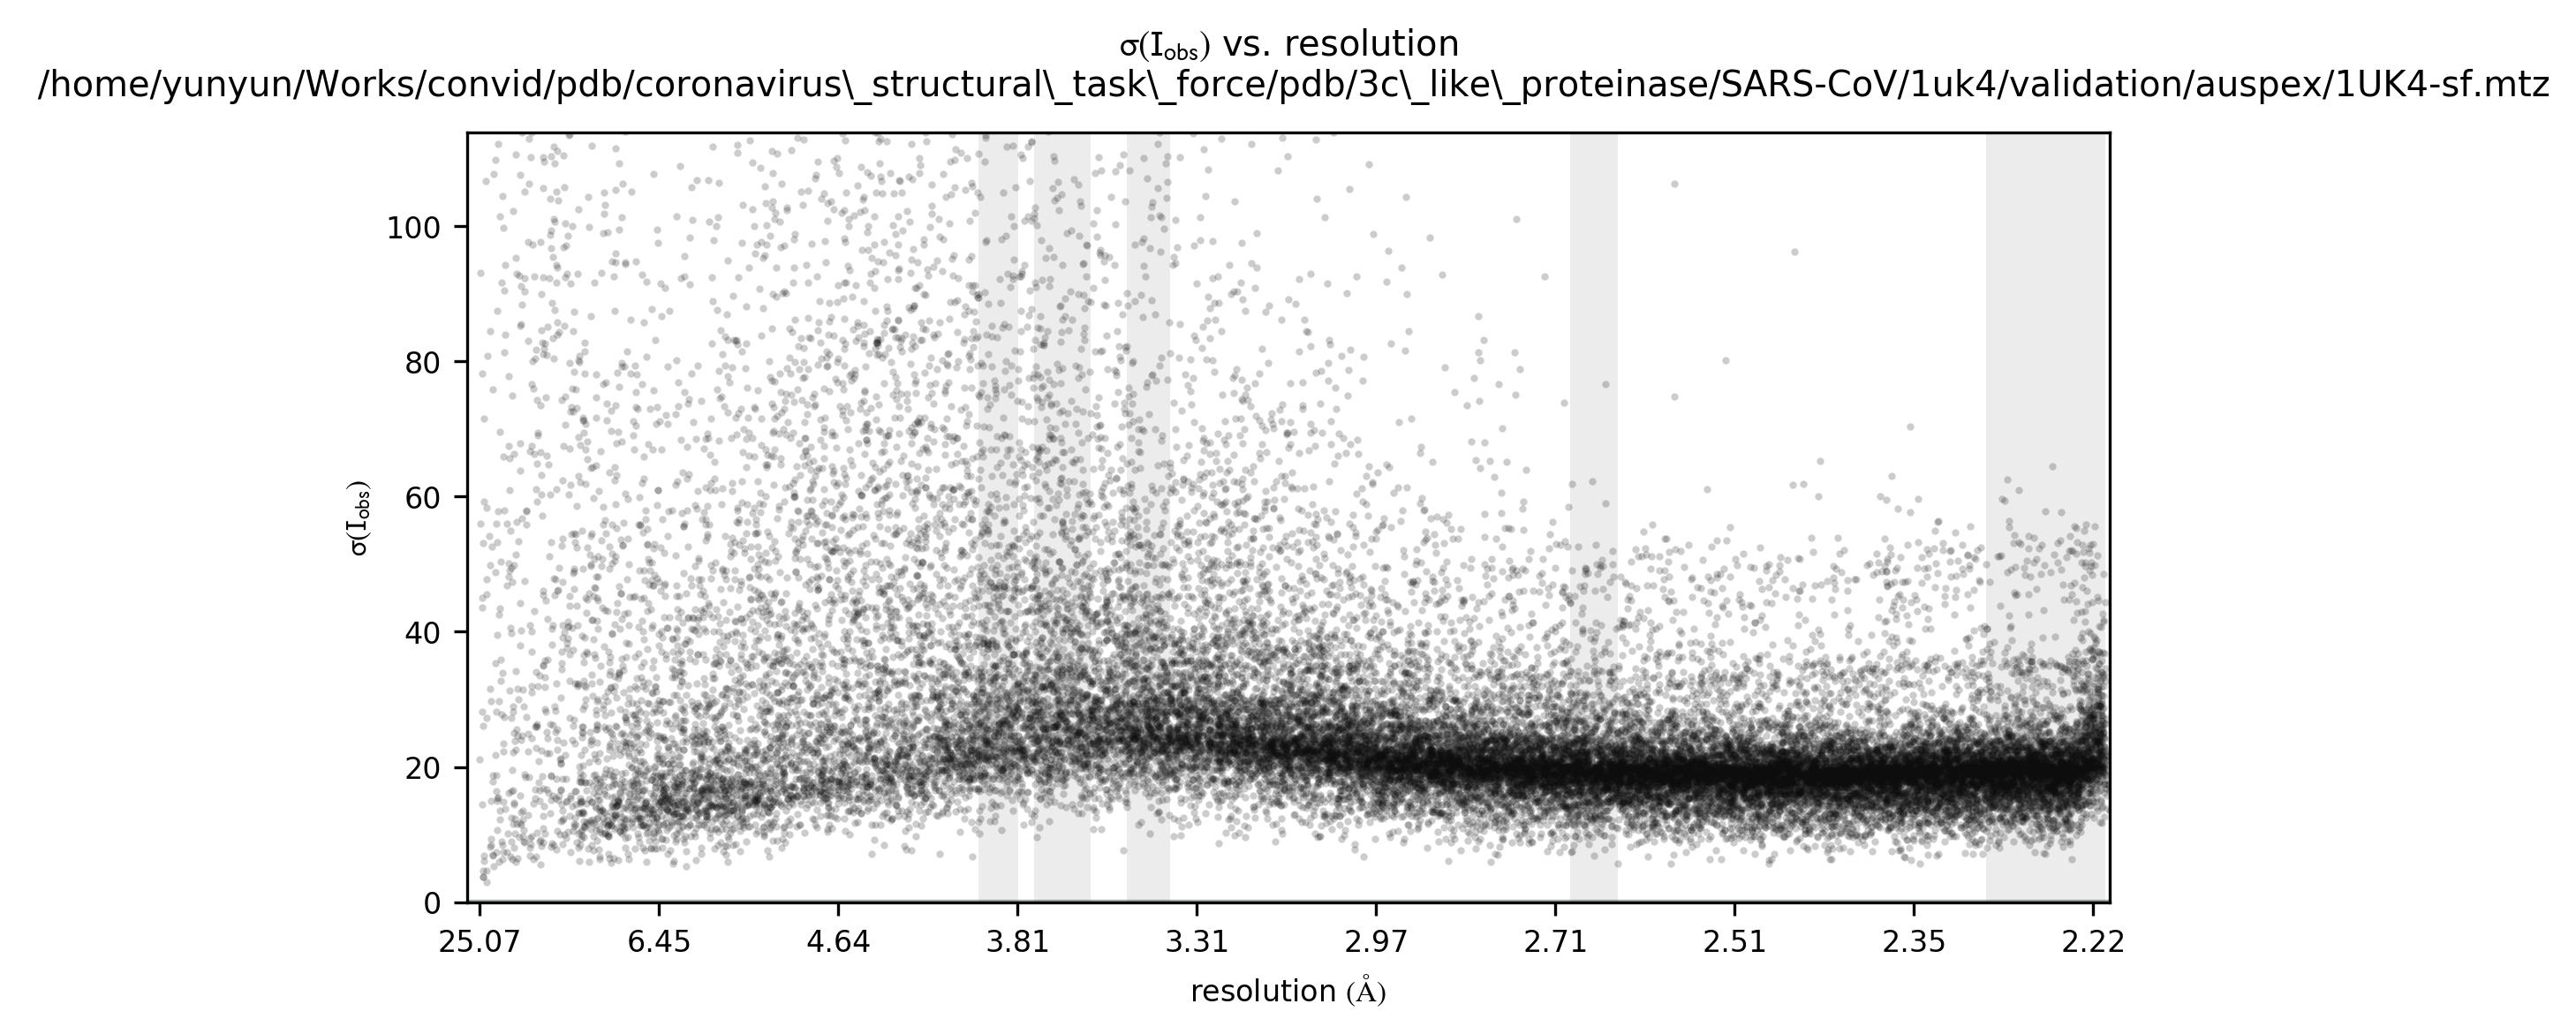 σ(I_obs) vs. resolution
/home/yunyun/Works/convid/pdb/coronavirus\_structural\_task\_force/pdb/3c\_like\_proteinase/SARS-CoV/1uk4/validation/auspex/1UK4-sf.mtz
σ(I_obs)
100
80
60
40
20
0
25.07 6.45 4.64 3.81 3.31 2.97 2.71 2.51 2.35 2.22
resolution (Å)